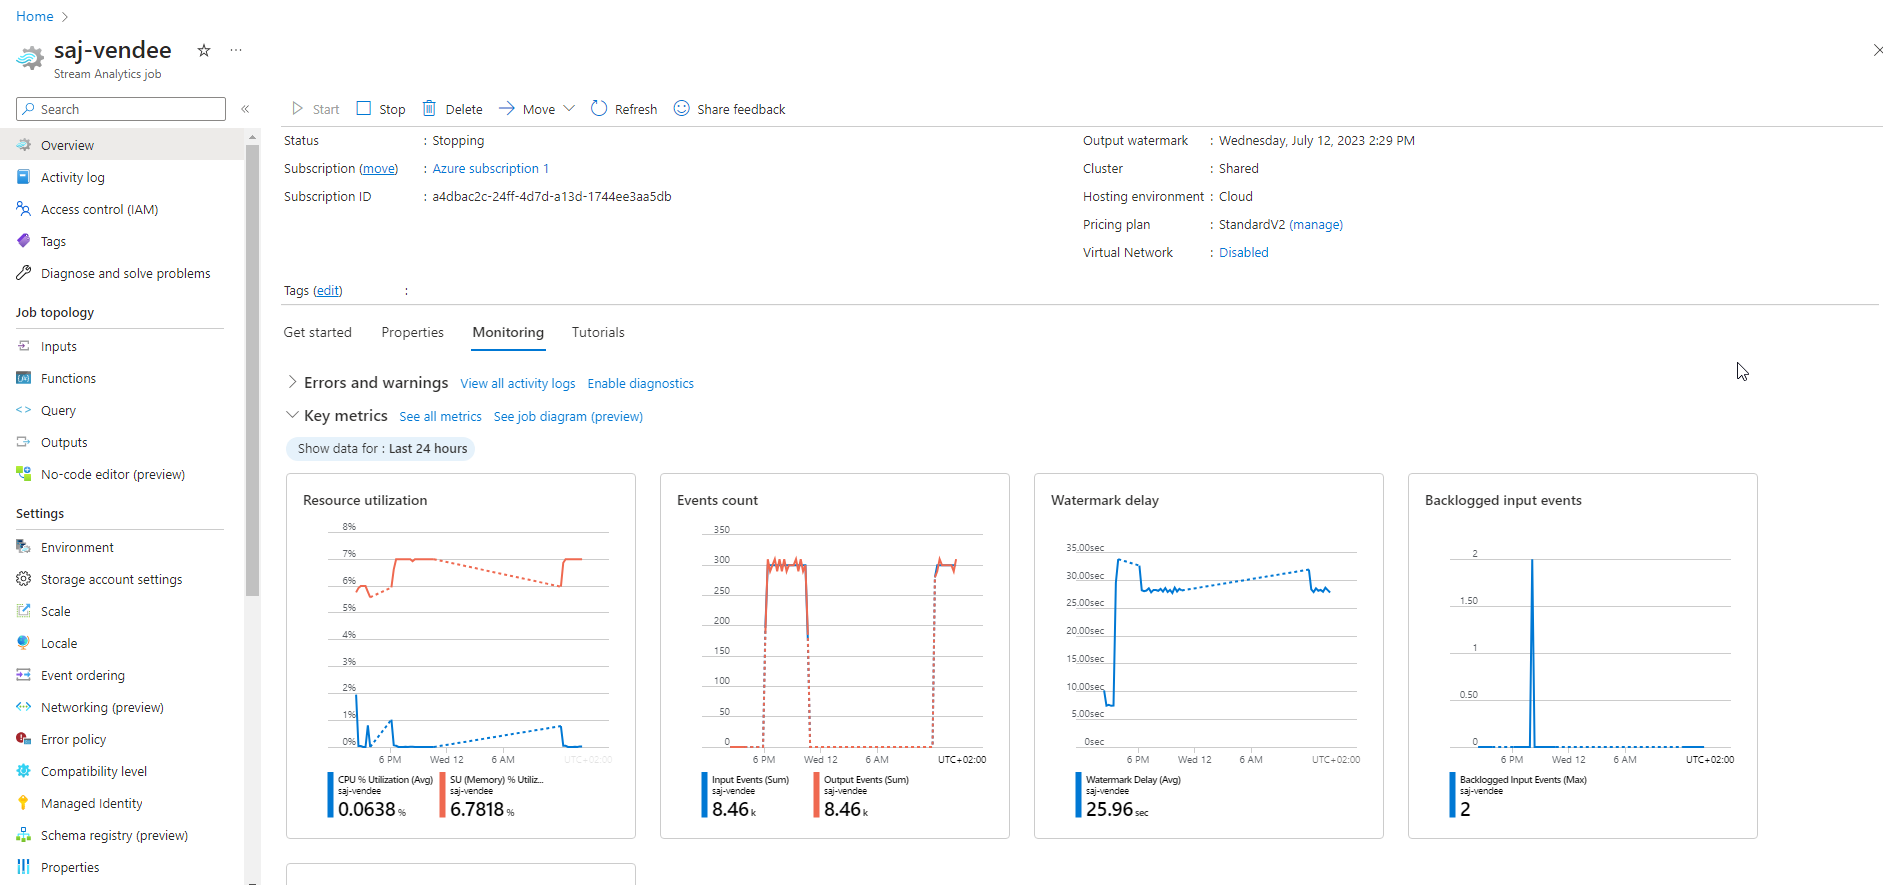 Home
saj-vendee
Stream Analytics job
Search
Start Stop Delete Move Refresh Share feedback
Overview
Activity log
Access control (IAM)
Tags
Diagnose and solve problems
Job topology
Inputs
Functions
Query
Outputs
No-code editor (preview)
Settings
Environment
Storage account settings
Scale
Locale
Event ordering
Networking (preview)
Error policy
Compatibility level
Managed Identity
Schema registry (preview)
Properties
Status : Stopping
Subscription (move) : Azure subscription 1
Subscription ID : a4dbac2c-24ff-4d7d-a13d-1744ee3aa5db
Output watermark : Wednesday, July 12, 2023 2:29 PM
Cluster : Shared
Hosting environment : Cloud
Pricing plan : StandardV2 (manage)
Virtual Network : Disabled
Tags (edit) :
Get started Properties Monitoring Tutorials
Errors and warnings View all activity logs Enable diagnostics
Key metrics See all metrics See job diagram (preview)
Show data for : Last 24 hours
Resource utilization
8%
7%
6%
5%
4%
3%
2%
1%
0%
6 PM Wed 12 6 AM UTC+02:00
CPU % Utilization (Avg)
saj-vendee
0.0638 %
SU (Memory) % Utiliz...
saj-vendee
6.7818 %
Events count
350
300
250
200
150
100
50
0
6 PM Wed 12 6 AM UTC+02:00
Input Events (Sum)
saj-vendee
8.46 k
Output Events (Sum)
saj-vendee
8.46 k
Watermark delay
35.00sec
30.00sec
25.00sec
20.00sec
15.00sec
10.00sec
5.00sec
0sec
6 PM Wed 12 6 AM UTC+02:00
Watermark Delay (Avg)
saj-vendee
25.96 sec
Backlogged input events
2
1.50
1
0.50
0
6 PM Wed 12 6 AM UTC+02:00
Backlogged Input Events (Max)
saj-vendee
2